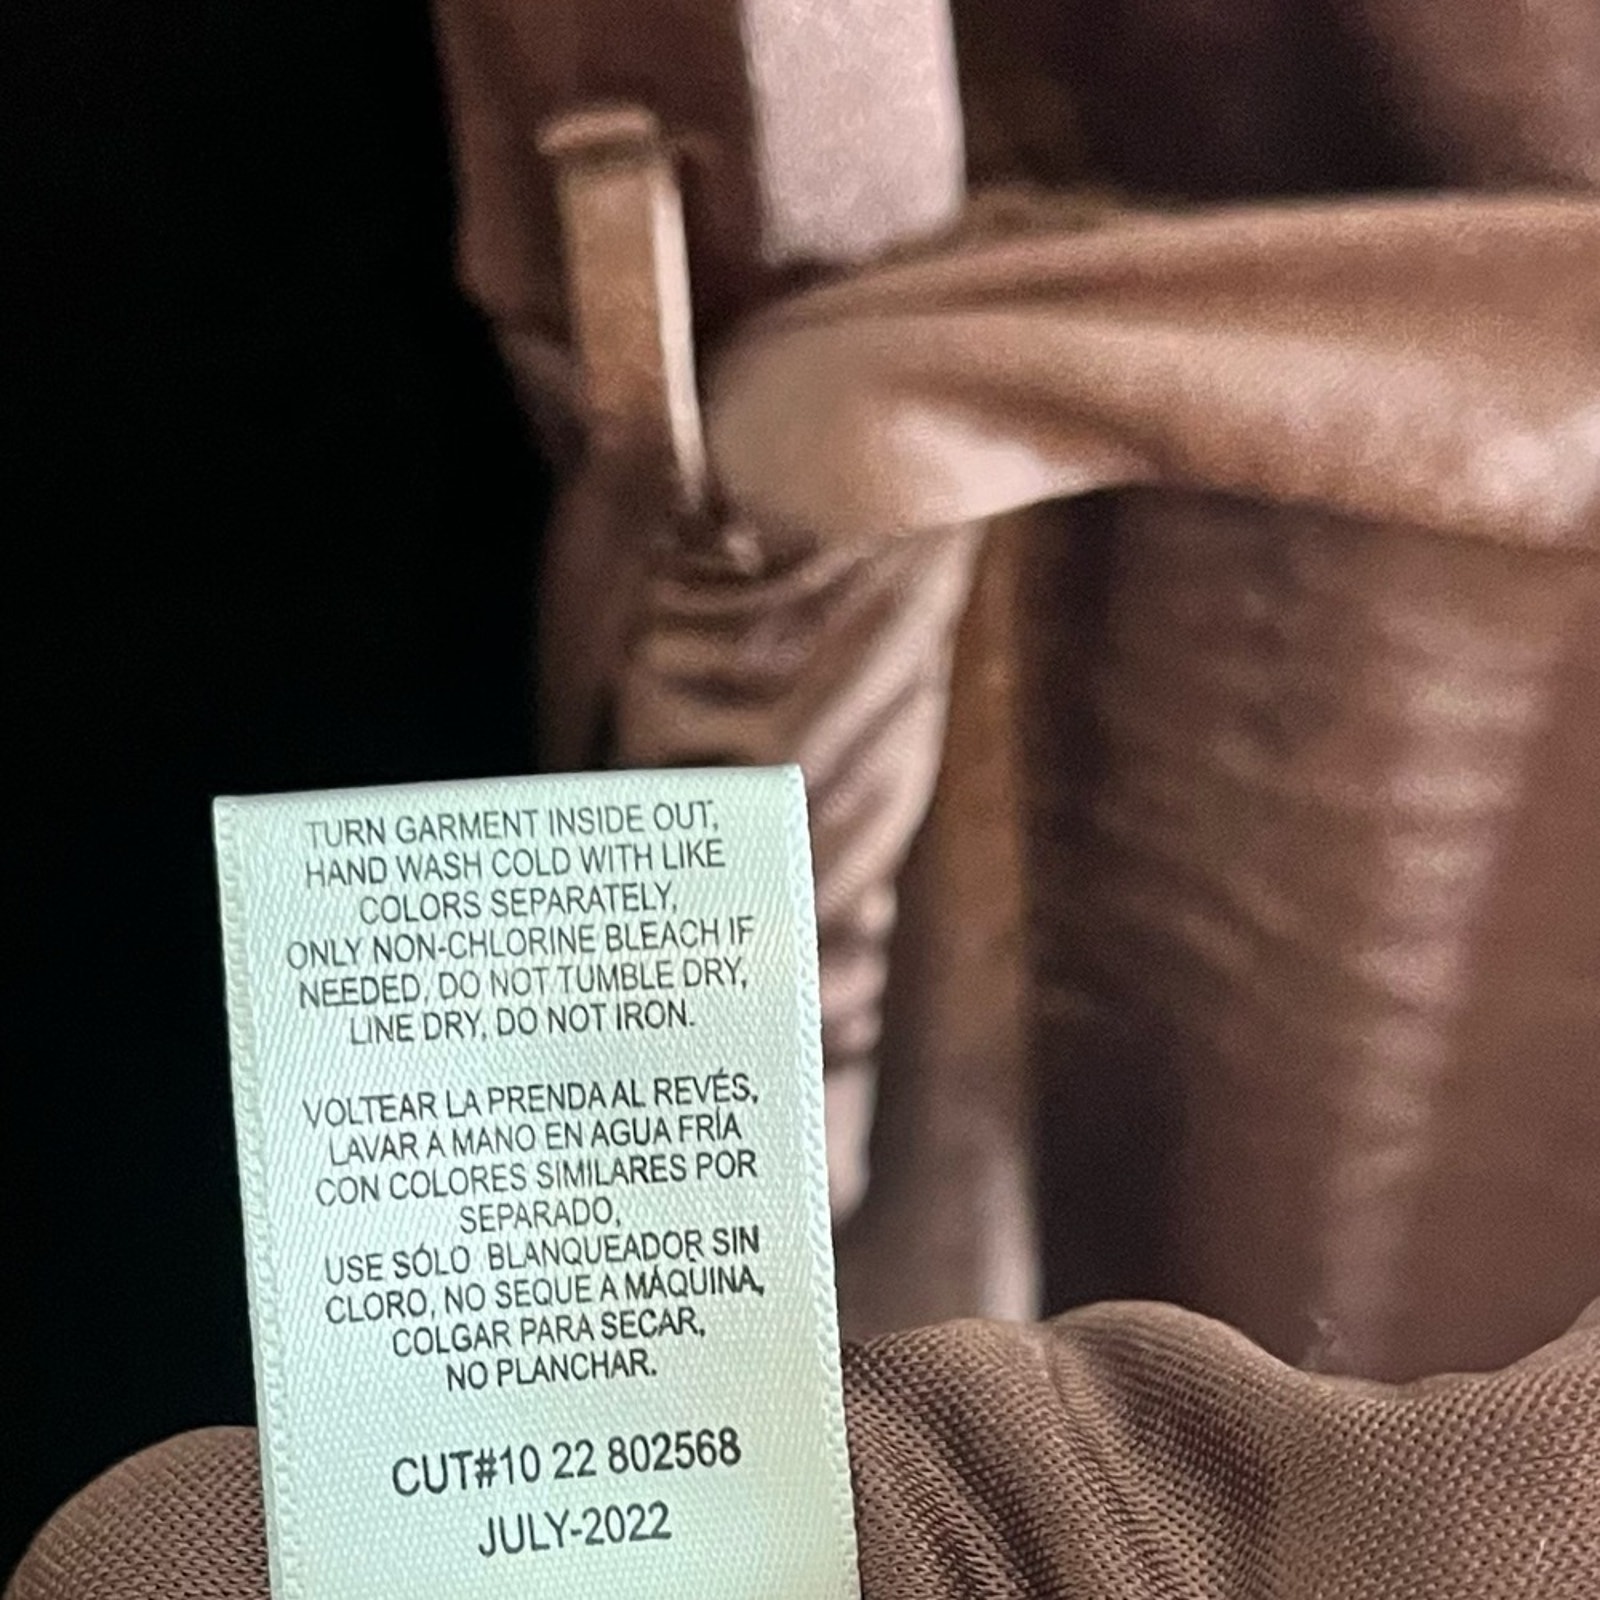 TURN GARMENT INSIDE OUT,
HAND WASH COLD WITH LIKE
COLORS SEPARATELY,
ONLY NON-CHLORINE BLEACH IF
NEEDED, DO NOT TUMBLE DRY,
LINE DRY, DO NOT IRON.
VOLTEAR LA PRENDA AL REVÉS,
LAVAR A MANO EN AGUA FRÍA
CON COLORES SIMILARES POR
SEPARADO,
USE SÓLO BLANQUEADOR SIN
CLORO, NO SEQUE A MÁQUINA,
COLGAR PARA SECAR,
NO PLANCHAR.
CUT#10 22 802568
JULY-2022